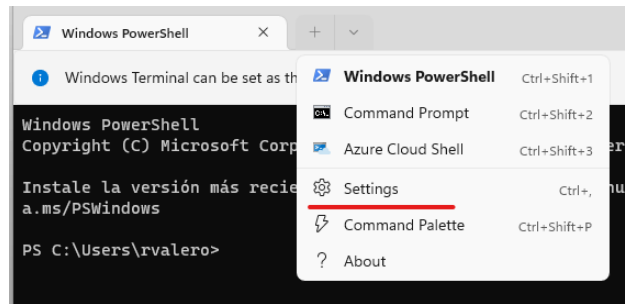 Windows PowerShell
Windows Terminal can be set as th
Windows PowerShell Ctrl+Shift+1
Command Prompt Ctrl+Shift+2
Azure Cloud Shell Ctrl+Shift+3
Settings Ctrl+,
Command Palette Ctrl+Shift+P
About
Windows PowerShell
Copyright (C) Microsoft Corp
Instale la versión más recie
a.ms/PSWindows
PS C:\Users\rvalero>